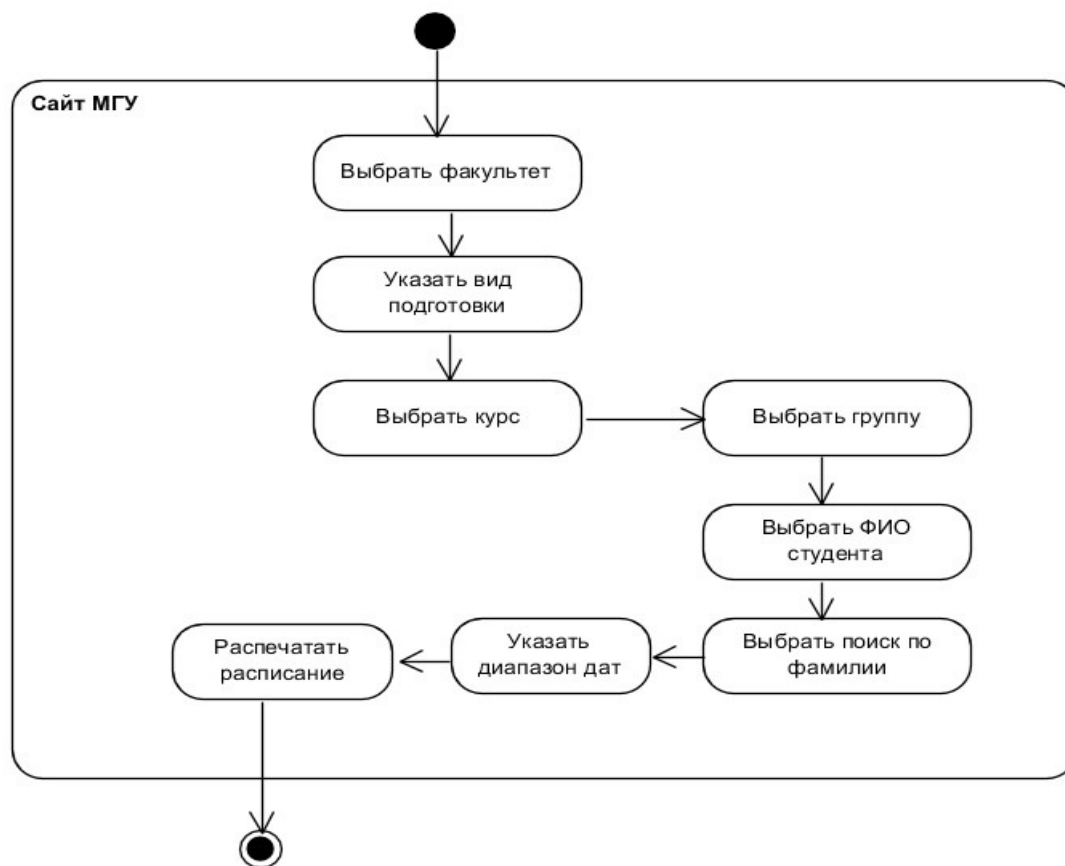 Сайт МГУ
Выбрать факультет
Указать вид
подготовки
Выбрать курс
Выбрать группу
Выбрать ФИО
студента
Выбрать поиск по
фамилии
Указать
диапазон дат
Распечатать
расписание